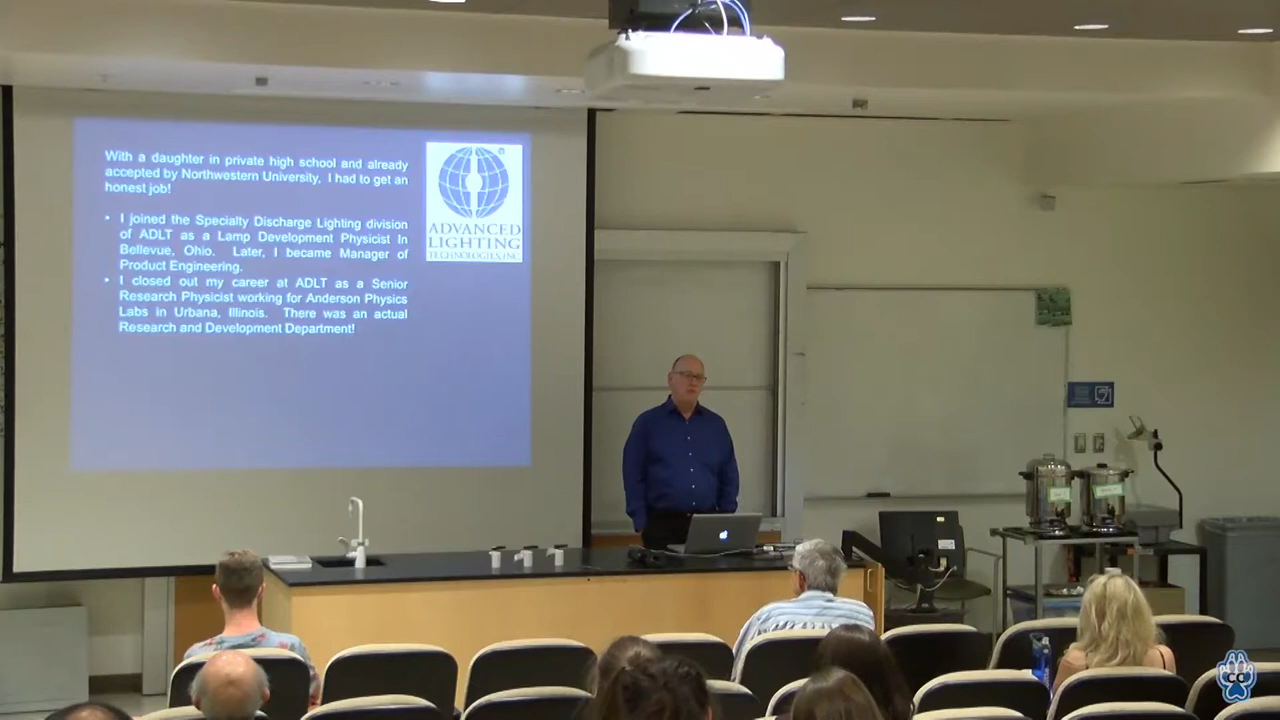 With a daughter in private high school and already
accepted by Northwestern University, I had to get an
honest job!
• I joined the Specialty Discharge Lighting division
of ADLT as a Lamp Development Physicist In
Bellevue, Ohio. Later, I became Manager of
Product Engineering.
• I closed out my career at ADLT as a Senior
Research Physicist working for Anderson Physics
Labs in Urbana, Illinois. There was an actual
Research and Development Department!
ADVANCED
LIGHTING
TECHNOLOGIES, INC
CC